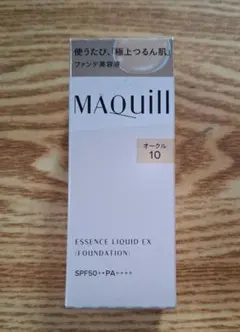 使うたび、「極上つるん肌」
ファンデ美容液
MAQuill
オークル
10
ESSENCE LIQUID EX
(FOUNDATION)
SPF50・・PA++++